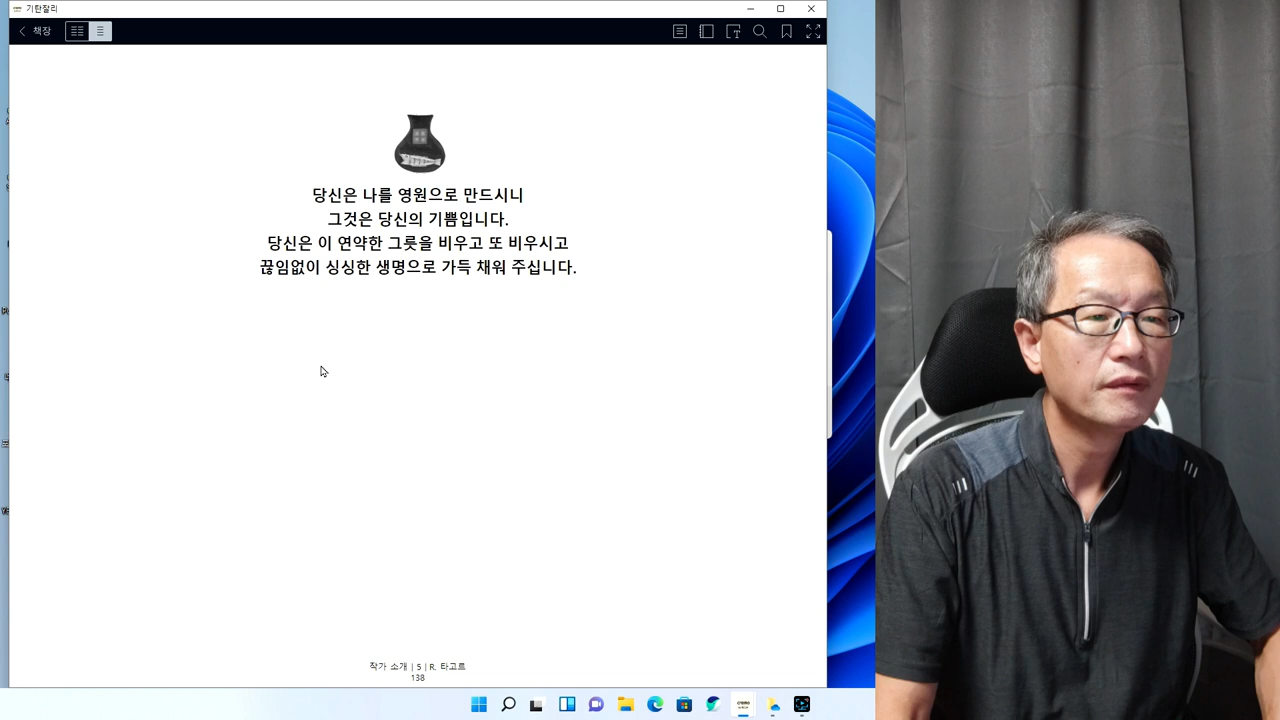 기탄잘리
책장
당신은 나를 영원으로 만드시니
그것은 당신의 기쁨입니다.
당신은 이 연약한 그릇을 비우고 또 비우시고
끊임없이 싱싱한 생명으로 가득 채워 주십니다.
작가 소개 | 5 | R. 타고르
138